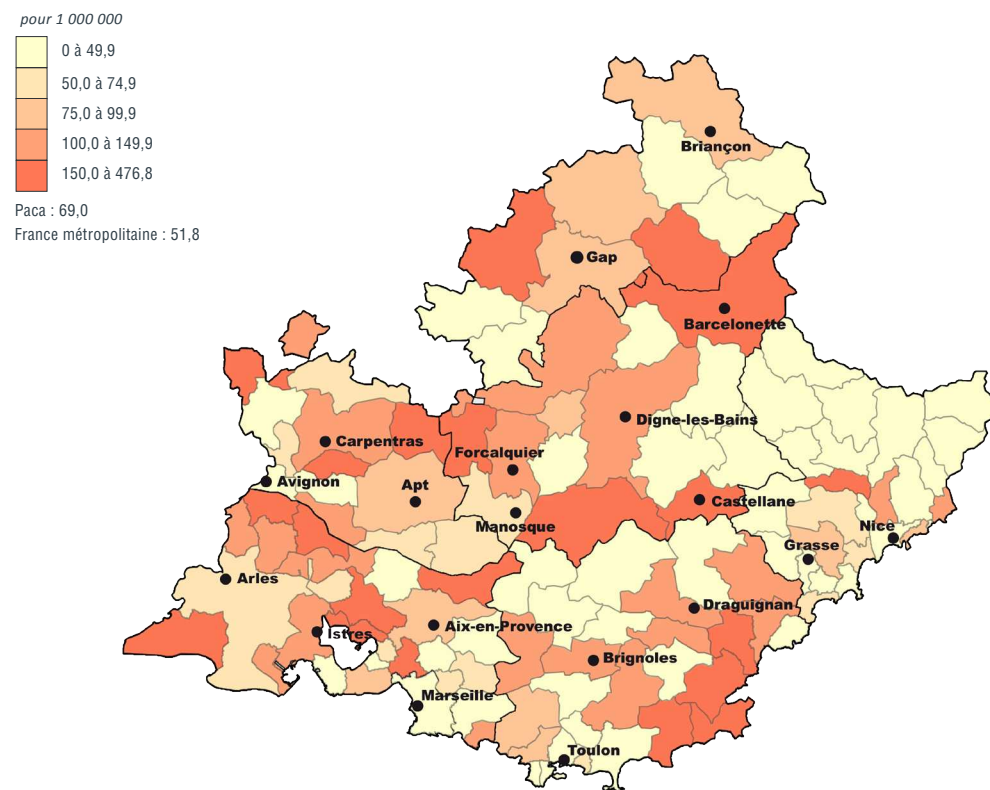 pour 1 000 000
0 à 49,9
50,0 à 74,9
75,0 à 99,9
100,0 à 149,9
150,0 à 476,8
Paca : 69,0
France métropolitaine : 51,8
Briançon
Gap
Barcelonette
Digne-les-Bains
Carpentras
Forcalquier
Avignon
Apt
Castellane
Manosque
Nice
Grasse
Arles
Draguignan
Istres
Aix-en-Provence
Brignoles
Marseille
Toulon